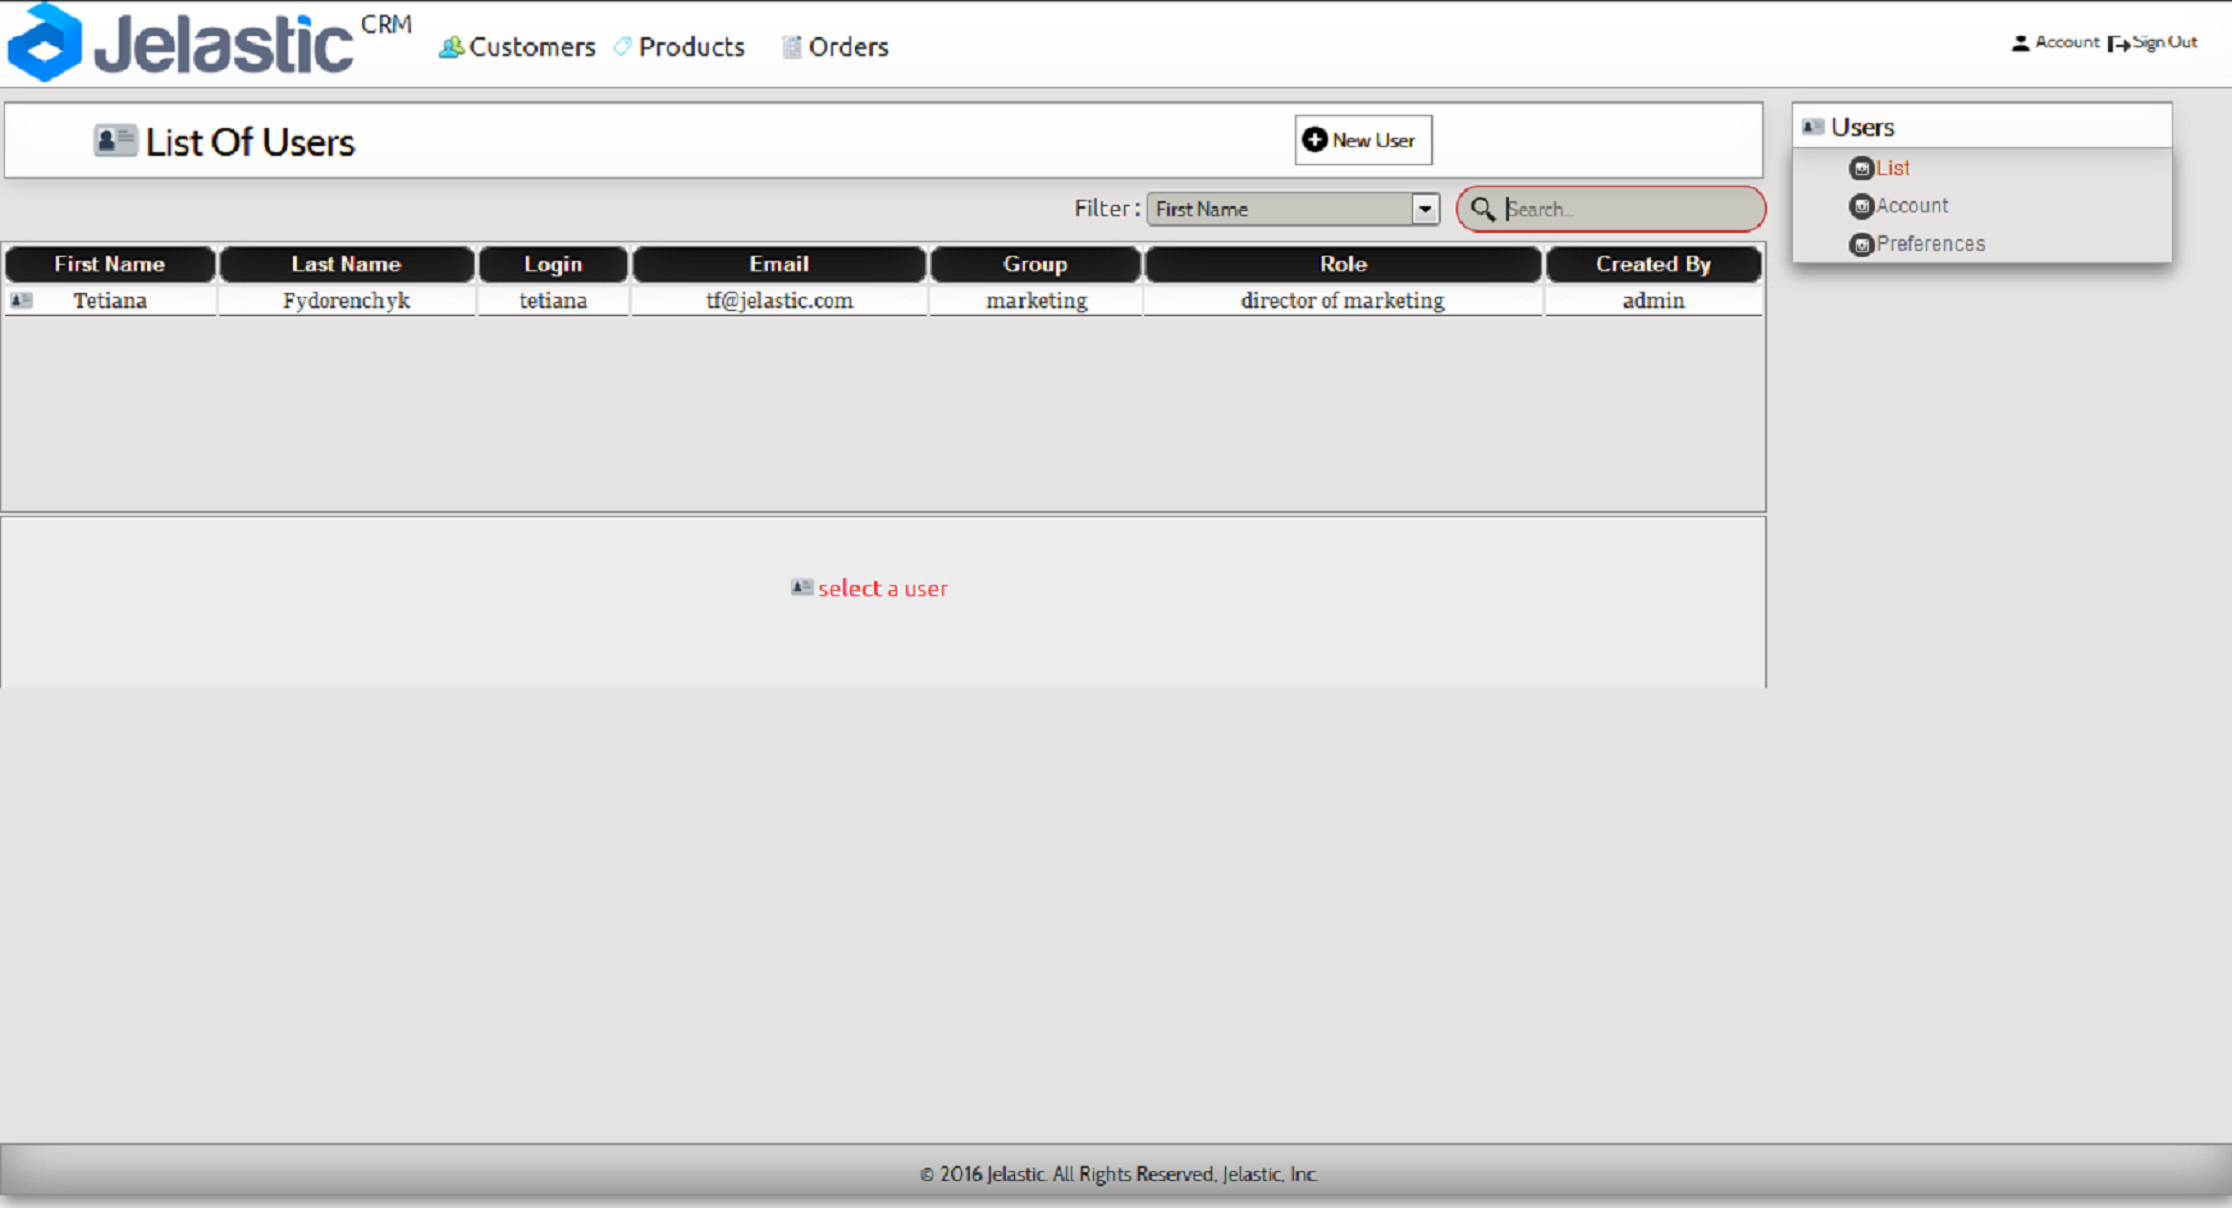 Jelastic CRM
Customers Products Orders
Account Sign Out
List Of Users
New User
Filter: First Name Search...
First Name Last Name Login Email Group Role Created By
Tetiana Fydorenchyk tetiana tf@jelastic.com marketing director of marketing admin
select a user
Users
List
Account
Preferences
© 2016 Jelastic. All Rights Reserved, Jelastic, Inc.